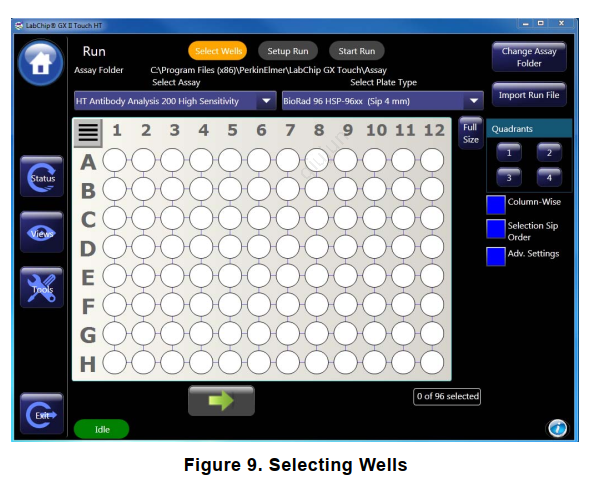 LabChip® GX II Touch HT
Run
Select Wells
Setup Run
Start Run
Change Assay
Folder
Assay Folder
C:\Program Files (x86)\PerkinElmer\LabChip GX Touch\Assay
Select Assay
Select Plate Type
HT Antibody Analysis 200 High Sensitivity
BioRad 96 HSP-96xx (Sip 4 mm)
Import Run File
Full
Size
Quadrants
1 2
3 4
Column-Wise
Selection Sip
Order
Adv. Settings
1 2 3 4 5 6 7 8 9 10 11 12
A
B
C
D
E
F
G
H
Status
Views
Tools
Exit
0 of 96 selected
Idle
Figure 9. Selecting Wells